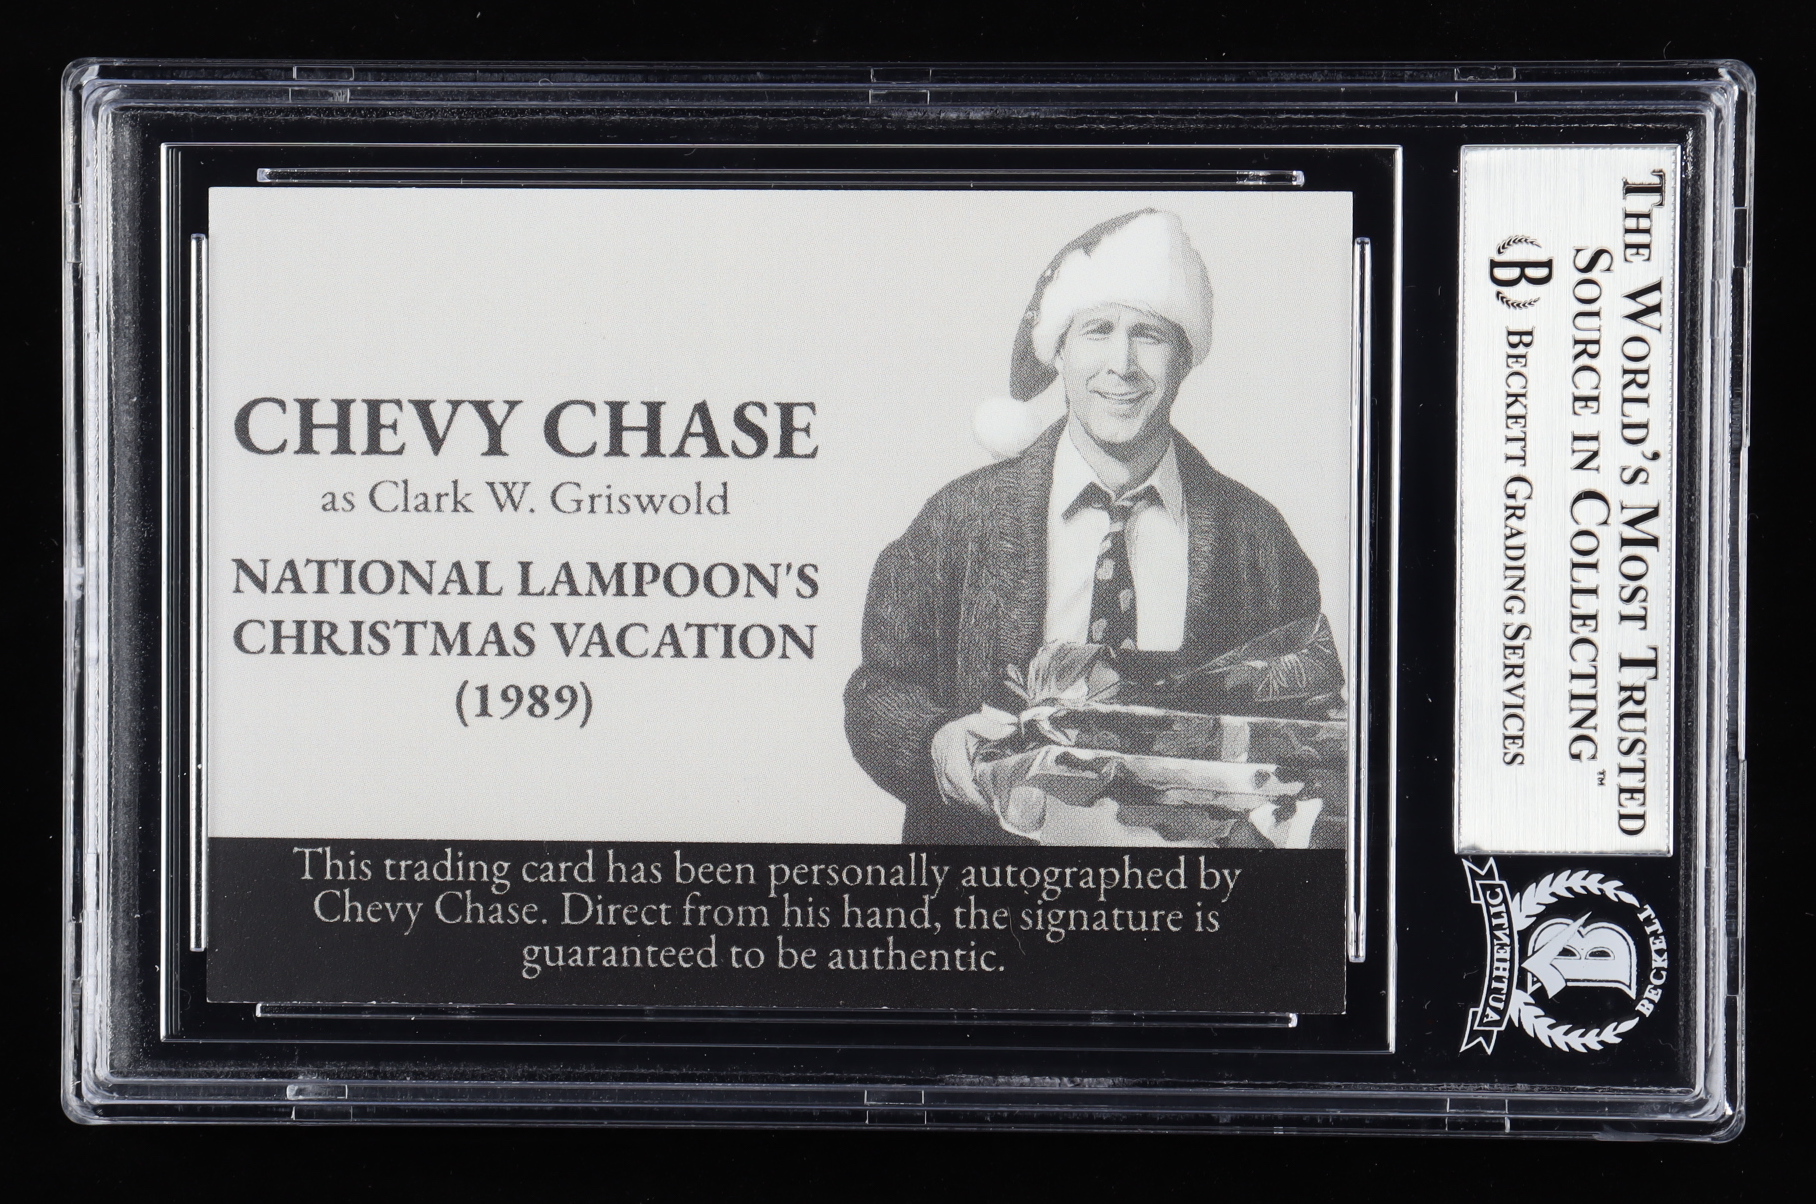 CHEVY CHASE
as Clark W. Griswold
NATIONAL LAMPOON'S
CHRISTMAS VACATION
(1989)
This trading card has been personally autographed by
Chevy Chase. Direct from his hand, the signature is
guaranteed to be authentic.
THE WORLD'S MOST TRUSTED
SOURCE IN COLLECTING™
B BECKETT GRADING SERVICES
BECKETT
B
AUTHENTIC